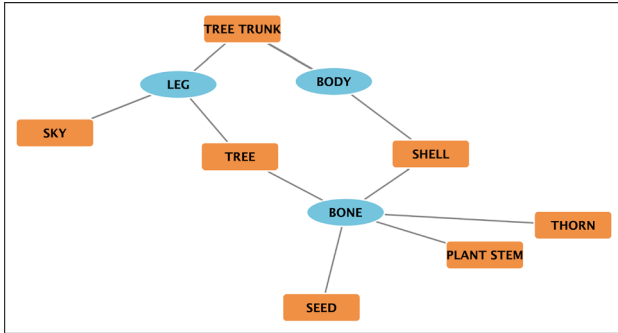 TREE TRUNK
LEG
BODY
SKY
TREE
SHELL
BONE
THORN
PLANT STEM
SEED